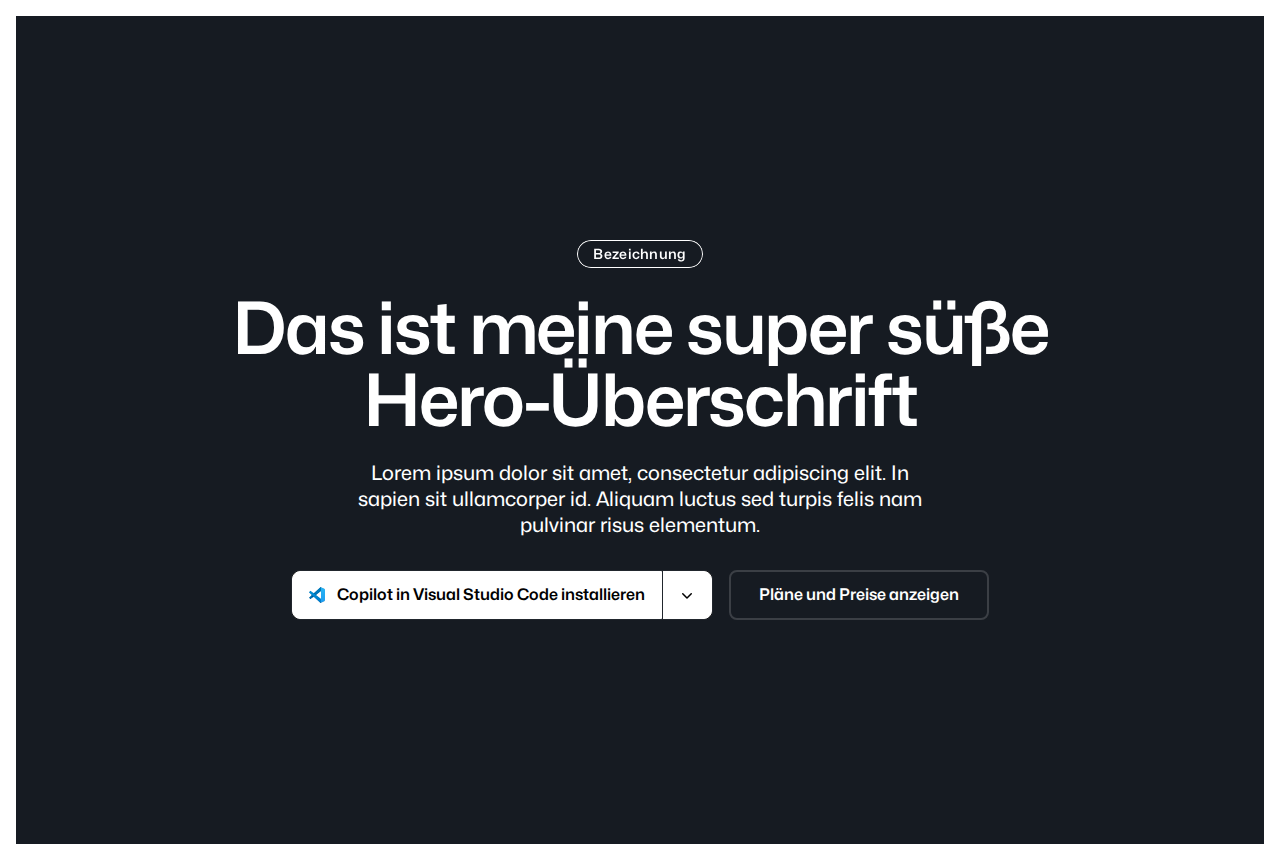 Bezeichnung
Das ist meine super süße
Hero-Überschrift
Lorem ipsum dolor sit amet, consectetur adipiscing elit. In
sapien sit ullamcorper id. Aliquam luctus sed turpis felis nam
pulvinar risus elementum.
Copilot in Visual Studio Code installieren
Pläne und Preise anzeigen